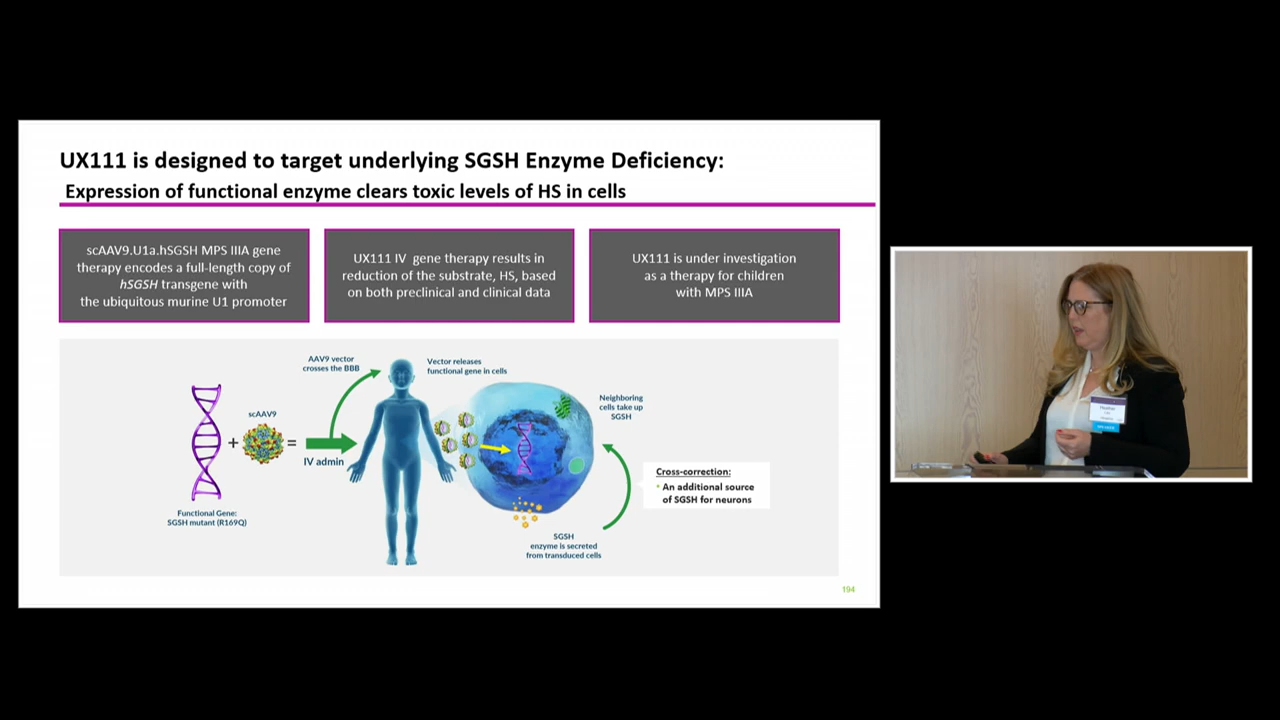 UX111 is designed to target underlying SGSH Enzyme Deficiency:
Expression of functional enzyme clears toxic levels of HS in cells
scAAV9.U1a.hSGSH MPS IIIA gene
therapy encodes a full-length copy of
hSGSH transgene with
the ubiquitous murine U1 promoter
UX111 IV gene therapy results in
reduction of the substrate, HS, based
on both preclinical and clinical data
UX111 is under investigation
as a therapy for children
with MPS IIIA
AAV9 vector
crosses the BBB
Vector releases
functional gene in cells
scAAV9
+
=
IV admin
Functional Gene:
SGSH mutant (R169Q)
Neighboring
cells take up
SGSH
Cross-correction:
• An additional source
of SGSH for neurons
SGSH
enzyme is secreted
from transduced cells
194
Heather
SPEAKER